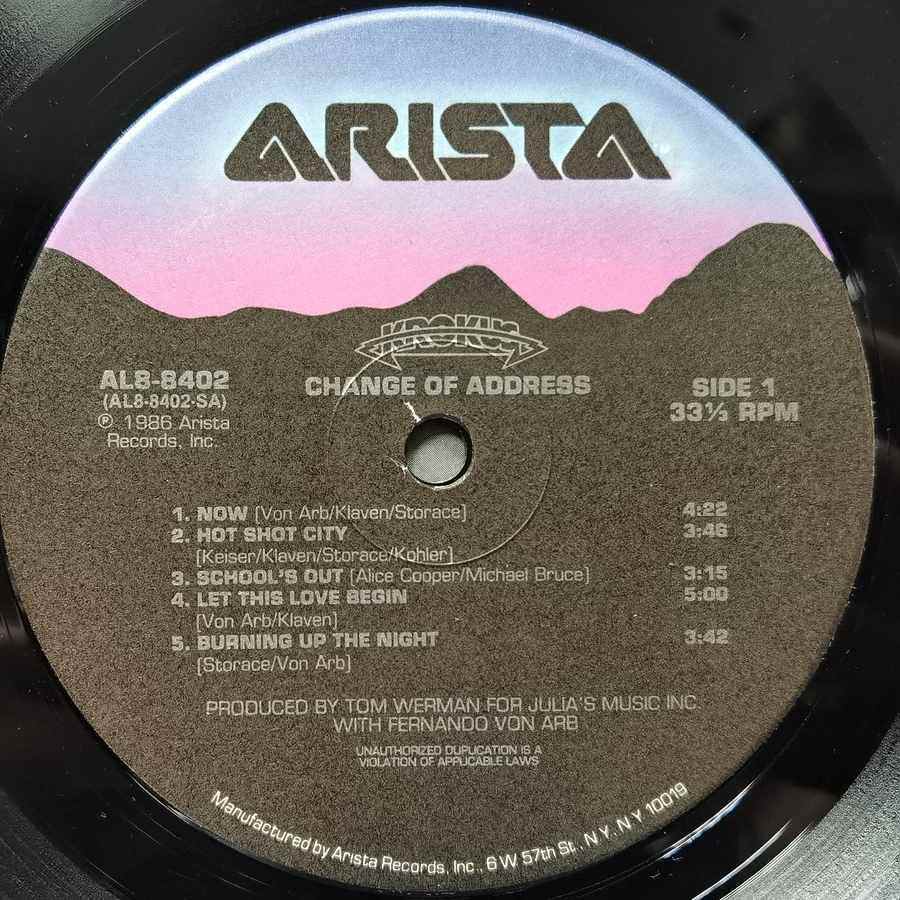 ARISTA
KROKUS
CHANGE OF ADDRESS
AL8-8402
(AL8-8402-SA)
℗ 1986 Arista
Records, Inc.
SIDE 1
33⅓ RPM
1. NOW (Von Arb/Klaven/Storace) 4:22
2. HOT SHOT CITY 3:46
(Keiser/Klaven/Storace/Kohler)
3. SCHOOL'S OUT (Alice Cooper/Michael Bruce) 3:15
4. LET THIS LOVE BEGIN 5:00
(Von Arb/Klaven)
5. BURNING UP THE NIGHT 3:42
(Storace/Von Arb)
PRODUCED BY TOM WERMAN FOR JULIA'S MUSIC INC.
WITH FERNANDO VON ARB
UNAUTHORIZED DUPLICATION IS A
VIOLATION OF APPLICABLE LAWS
Manufactured by Arista Records, Inc., 6 W 57th St., N.Y., N.Y. 10019